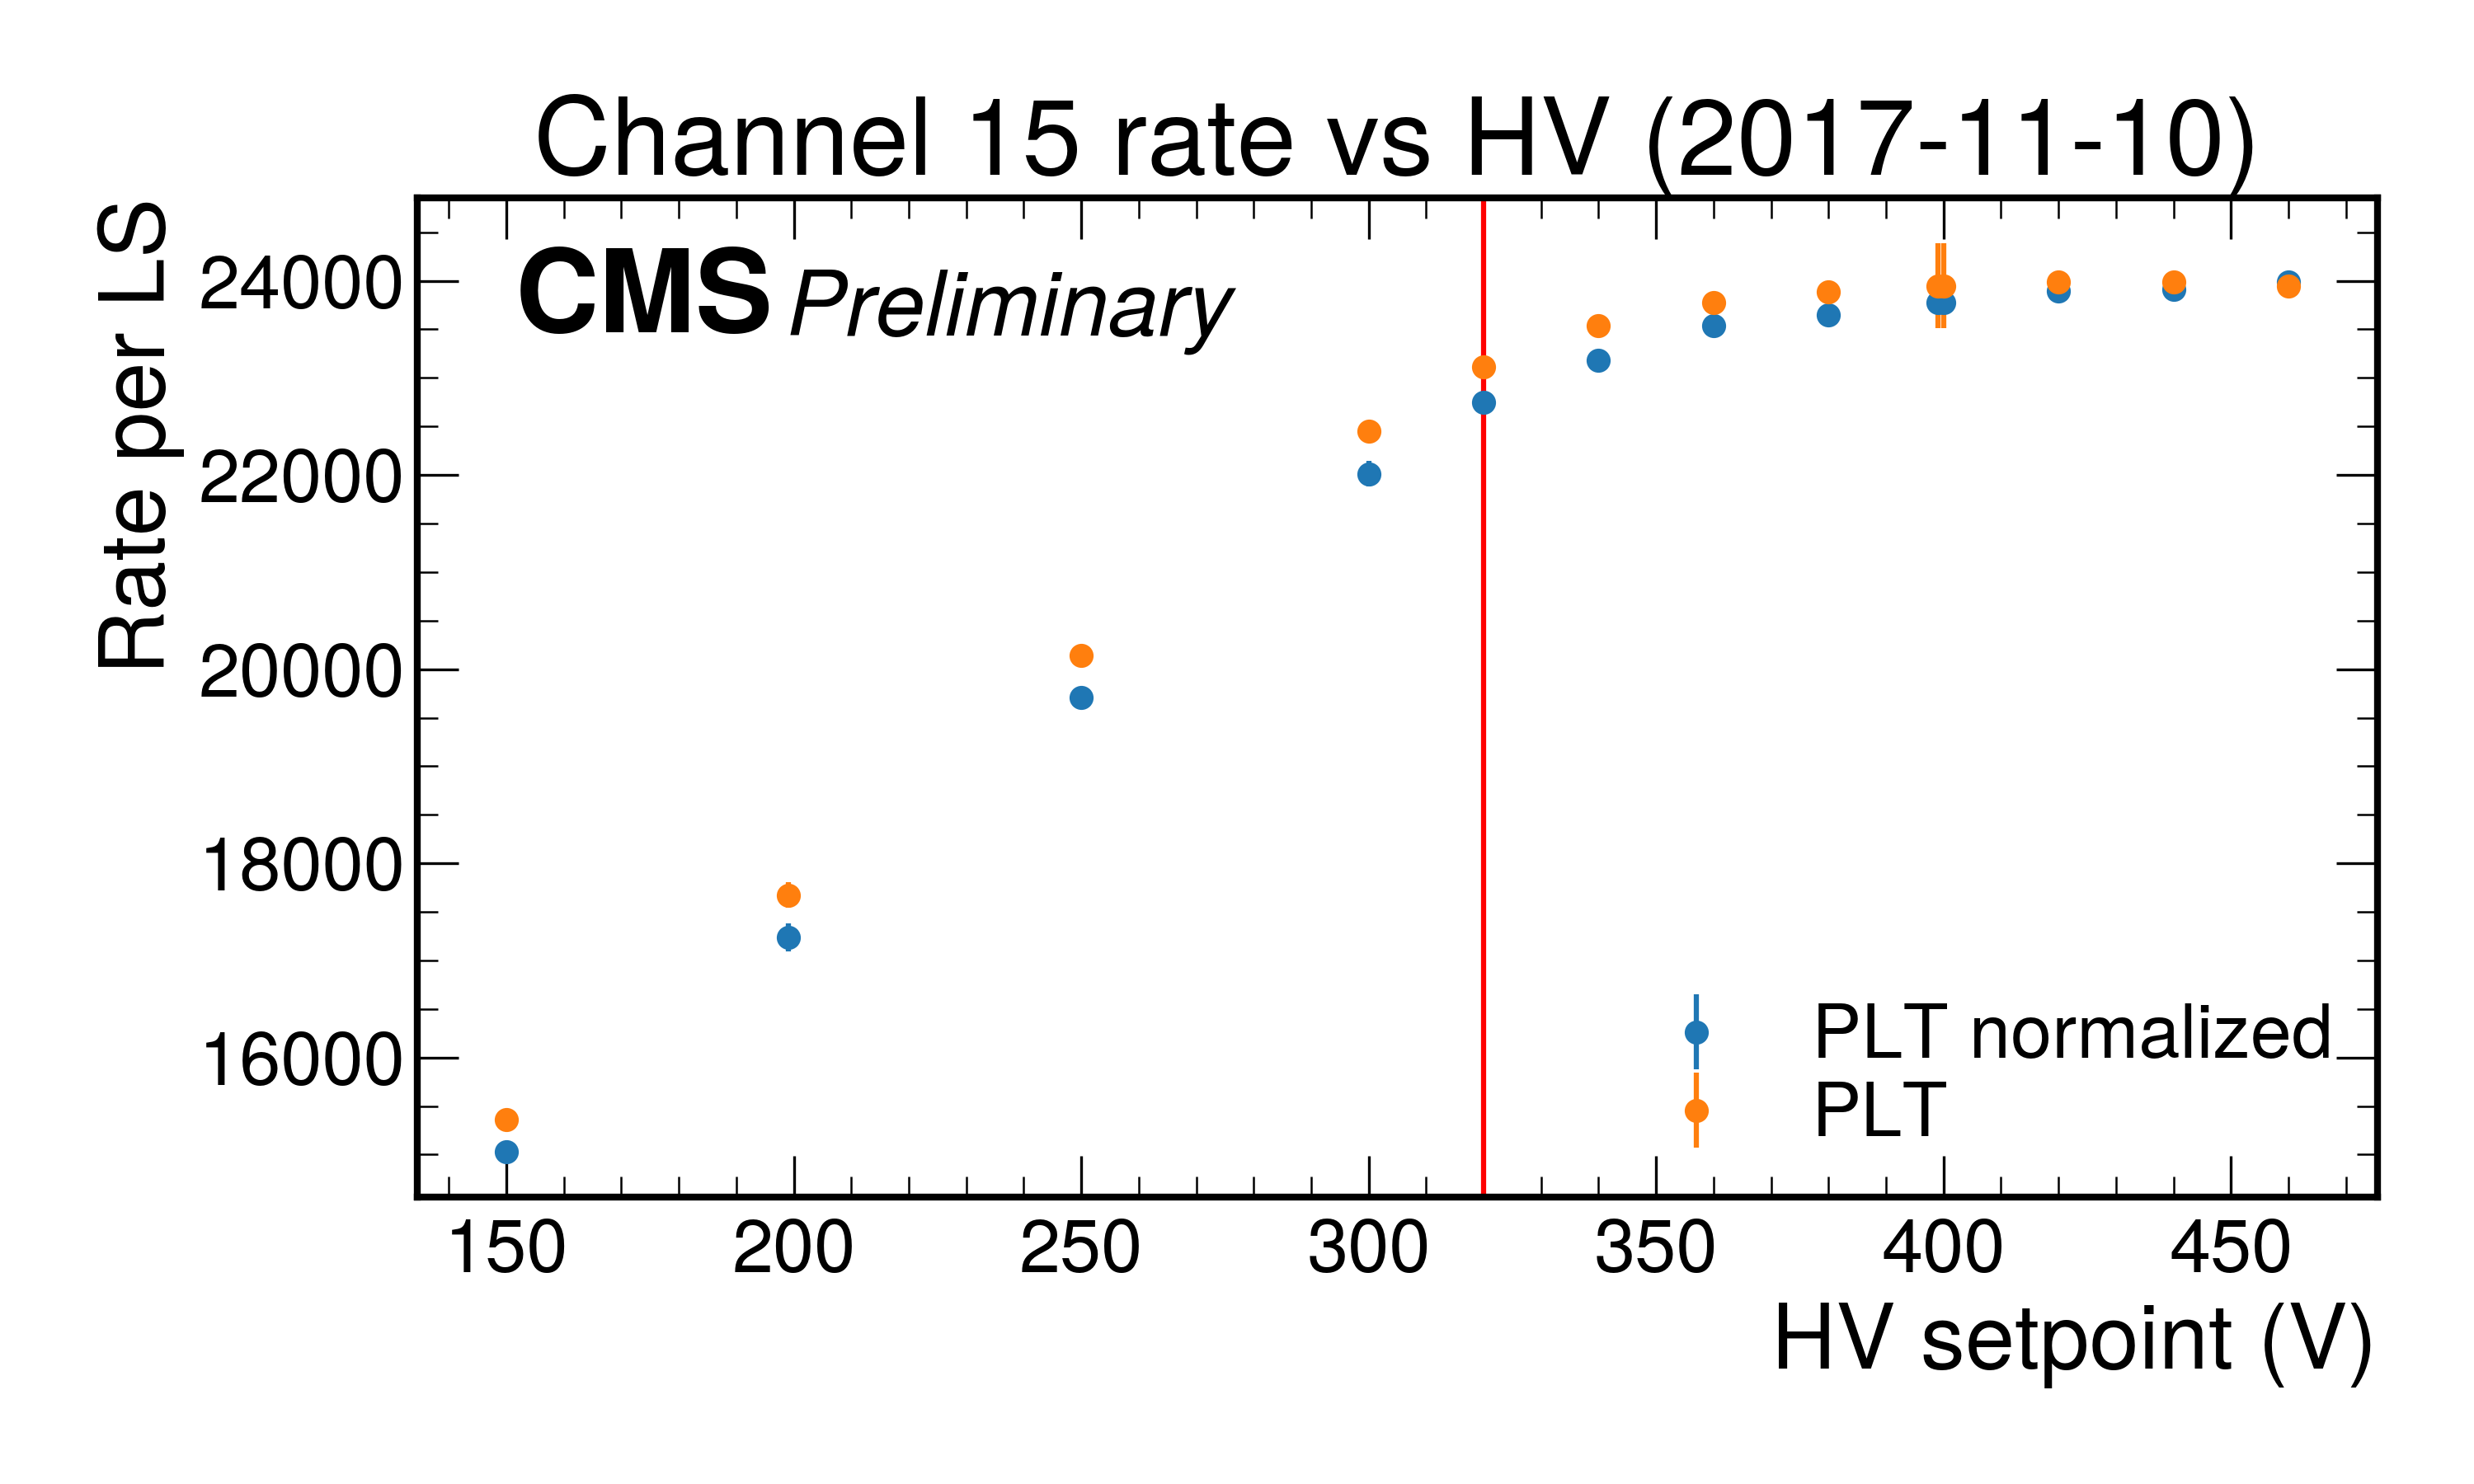 Channel 15 rate vs HV (2017-11-10)
CMS Preliminary
Rate per LS
24000
22000
20000
18000
16000
PLT normalized
PLT
150 200 250 300 350 400 450
HV setpoint (V)